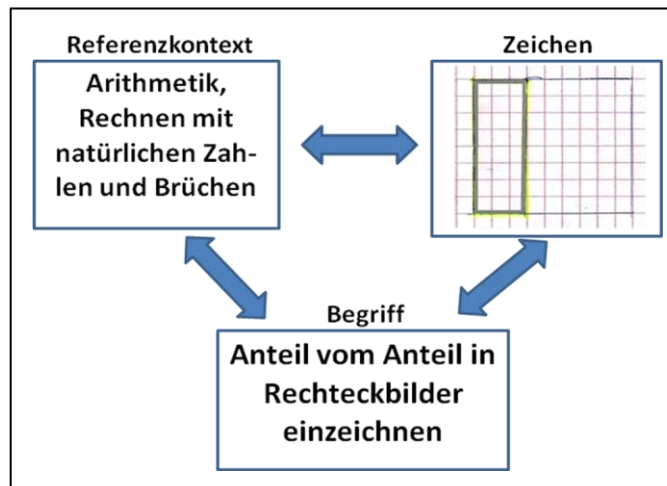 Referenzkontext
Arithmetik,
Rechnen mit
natürlichen Zah-
len und Brüchen
Zeichen
Begriff
Anteil vom Anteil in
Rechteckbilder
einzeichnen